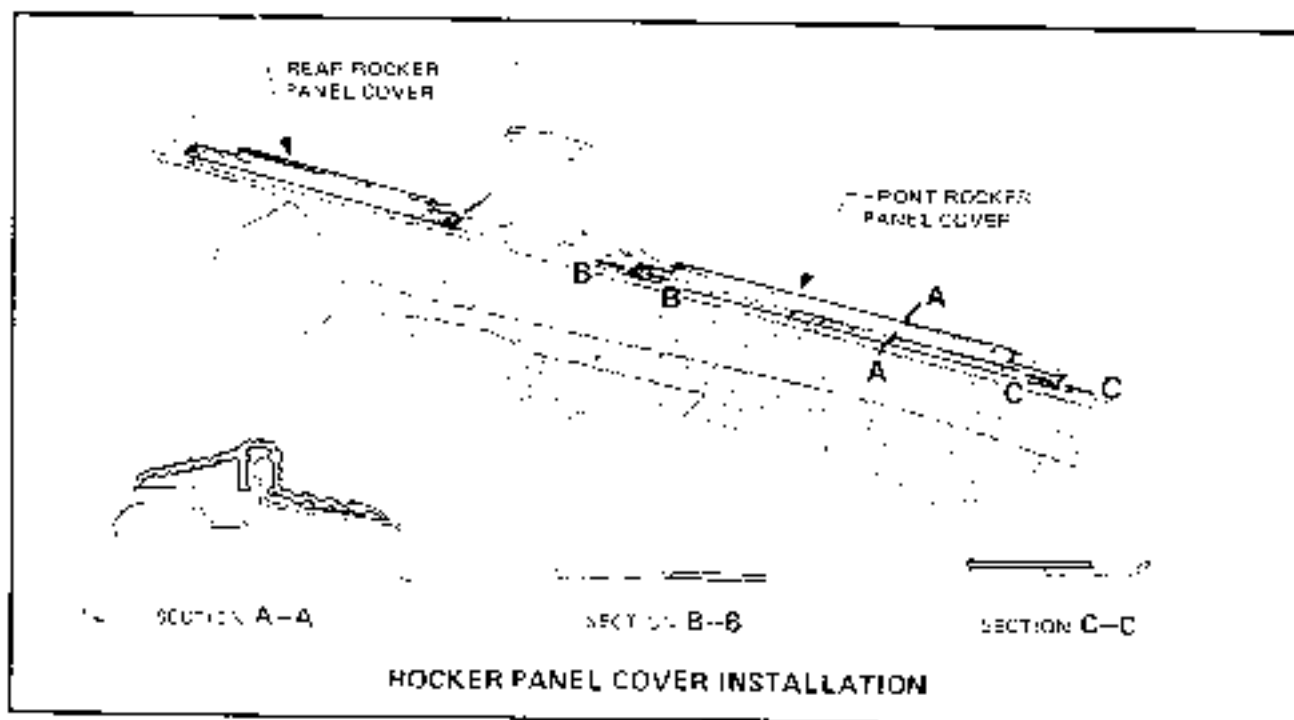 REAR ROCKER
PANEL COVER
FRONT ROCKER
PANEL COVER
B
B
A
A
C
C
SECTION A—A
SECTION B—B
SECTION C—C
ROCKER PANEL COVER INSTALLATION